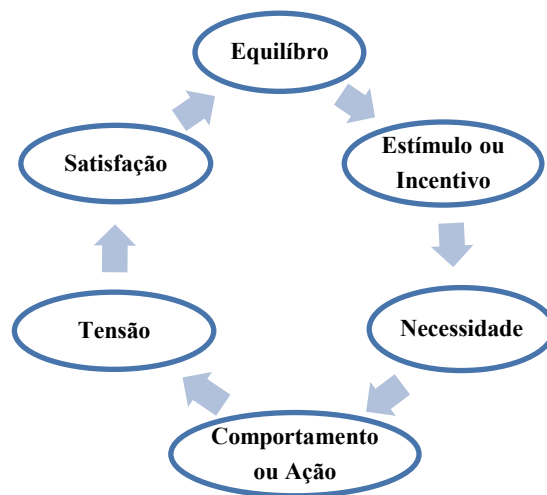 Equilíbro
Estímulo ou
Incentivo
Necessidade
Comportamento
ou Ação
Tensão
Satisfação